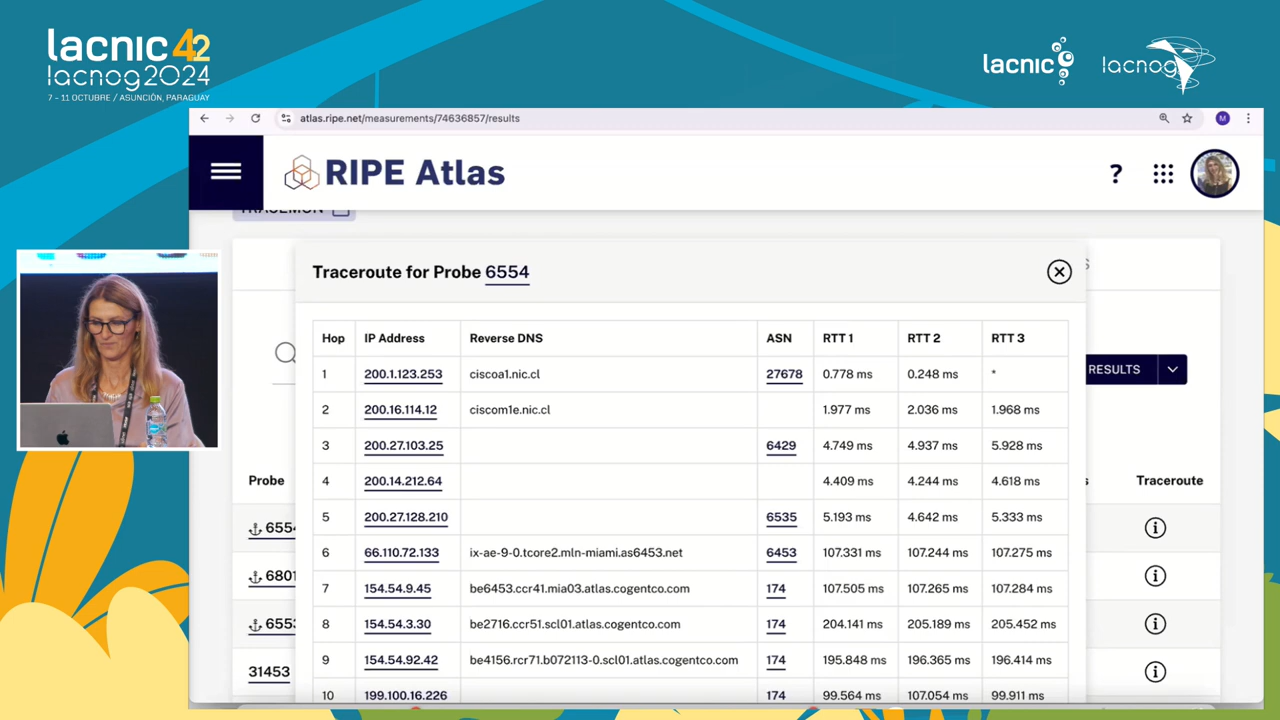 lacnic 42
lacnog2024
7 - 11 OCTUBRE / ASUNCIÓN, PARAGUAY
lacnic
lacnog
atlas.ripe.net/measurements/74636857/results
M
RIPE Atlas
?
Traceroute for Probe 6554
Hop IP Address Reverse DNS ASN RTT 1 RTT 2 RTT 3
1 200.1.123.253 ciscoa1.nic.cl 27678 0.778 ms 0.248 ms *
2 200.16.114.12 ciscom1e.nic.cl 1.977 ms 2.036 ms 1.968 ms
3 200.27.103.25 6429 4.749 ms 4.937 ms 5.928 ms
4 200.14.212.64 4.409 ms 4.244 ms 4.618 ms
5 200.27.128.210 6535 5.193 ms 4.642 ms 5.333 ms
6 66.110.72.133 ix-ae-9-0.tcore2.mln-miami.as6453.net 6453 107.331 ms 107.244 ms 107.275 ms
7 154.54.9.45 be6453.ccr41.mia03.atlas.cogentco.com 174 107.505 ms 107.265 ms 107.284 ms
8 154.54.3.30 be2716.ccr51.scl01.atlas.cogentco.com 174 204.141 ms 205.189 ms 205.452 ms
9 154.54.92.42 be4156.rcr71.b072113-0.scl01.atlas.cogentco.com 174 195.848 ms 196.365 ms 196.414 ms
10 199.100.16.226 174 99.564 ms 107.054 ms 99.911 ms
RESULTS
Probe Traceroute
655
6801
655
31453